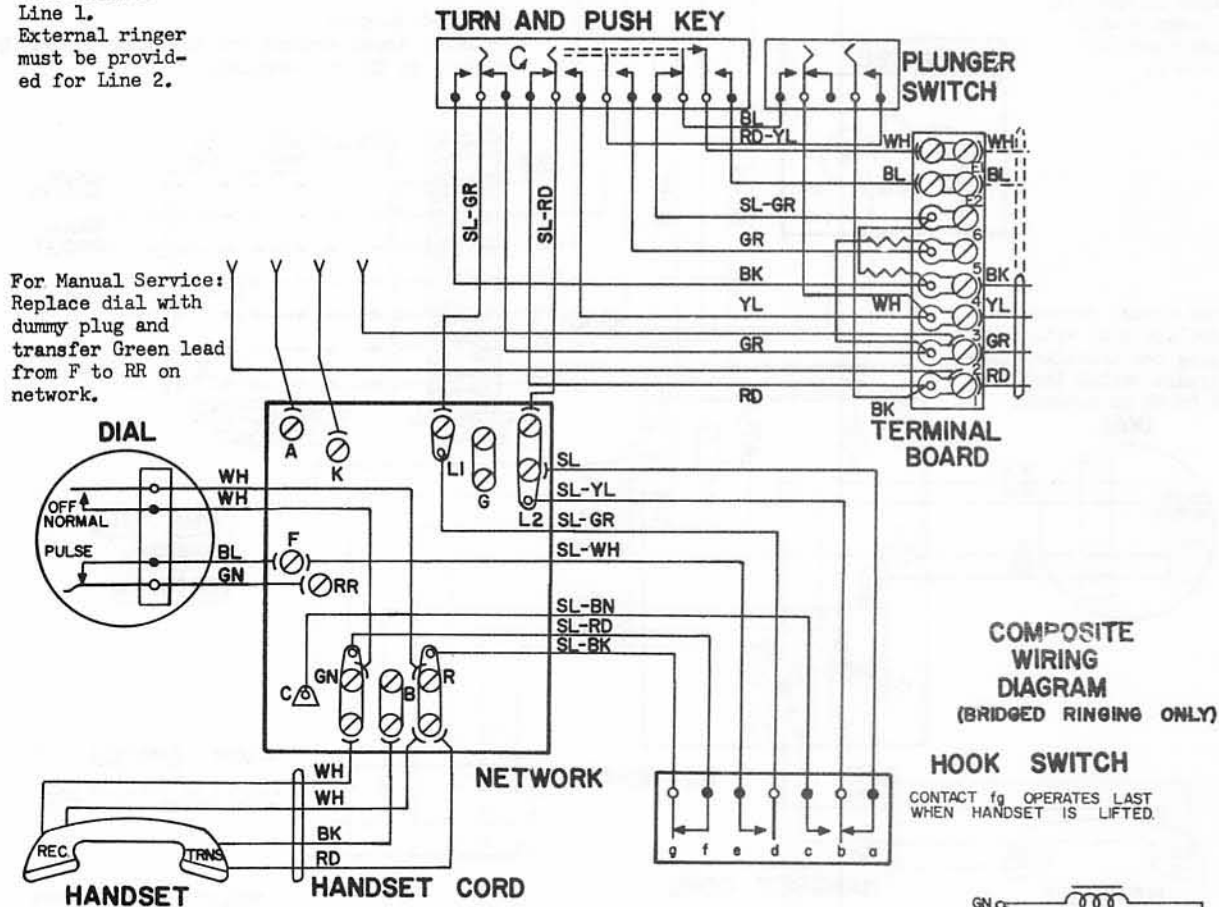 Line 1.
External ringer
must be provid-
ed for Line 2.
TURN AND PUSH KEY
PLUNGER
SWITCH
BL
RD-YL
WH
WH
E1
BL
BL
E2
SL-GR
SL-RD
SL-GR
6
GR
5
BK
BK
4
YL
WH
YL
3
GR
GR
2
RD
RD
1
BK
TERMINAL
BOARD
For Manual Service:
Replace dial with
dummy plug and
transfer Green lead
from F to RR on
network.
DIAL
A
K
L1
G
L2
SL
SL-YL
SL-GR
SL-WH
WH
WH
OFF
NORMAL
PULSE
BL
GN
F
RR
SL-BN
SL-RD
SL-BK
C
GN
B
R
COMPOSITE
WIRING
DIAGRAM
(BRIDGED RINGING ONLY)
NETWORK
HOOK SWITCH
CONTACT fg OPERATES LAST
WHEN HANDSET IS LIFTED.
g f e d c b a
WH
WH
BK
RD
REC.
TRNS
HANDSET
HANDSET CORD
GN